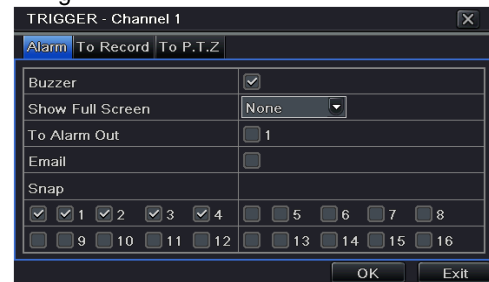 TRIGGER - Channel 1
Alarm To Record To P.T.Z
Buzzer
Show Full Screen None
To Alarm Out 1
Email
Snap
1 2 3 4 5 6 7 8
9 10 11 12 13 14 15 16
OK Exit